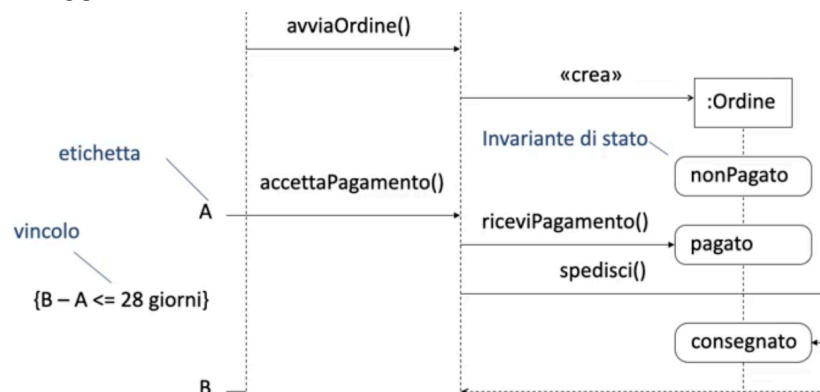 avviaOrdine()
«crea»
:Ordine
Invariante di stato
etichetta
nonPagato
accettaPagamento()
A
riceviPagamento()
vincolo
pagato
spedisci()
{B – A <= 28 giorni}
consegnato
B